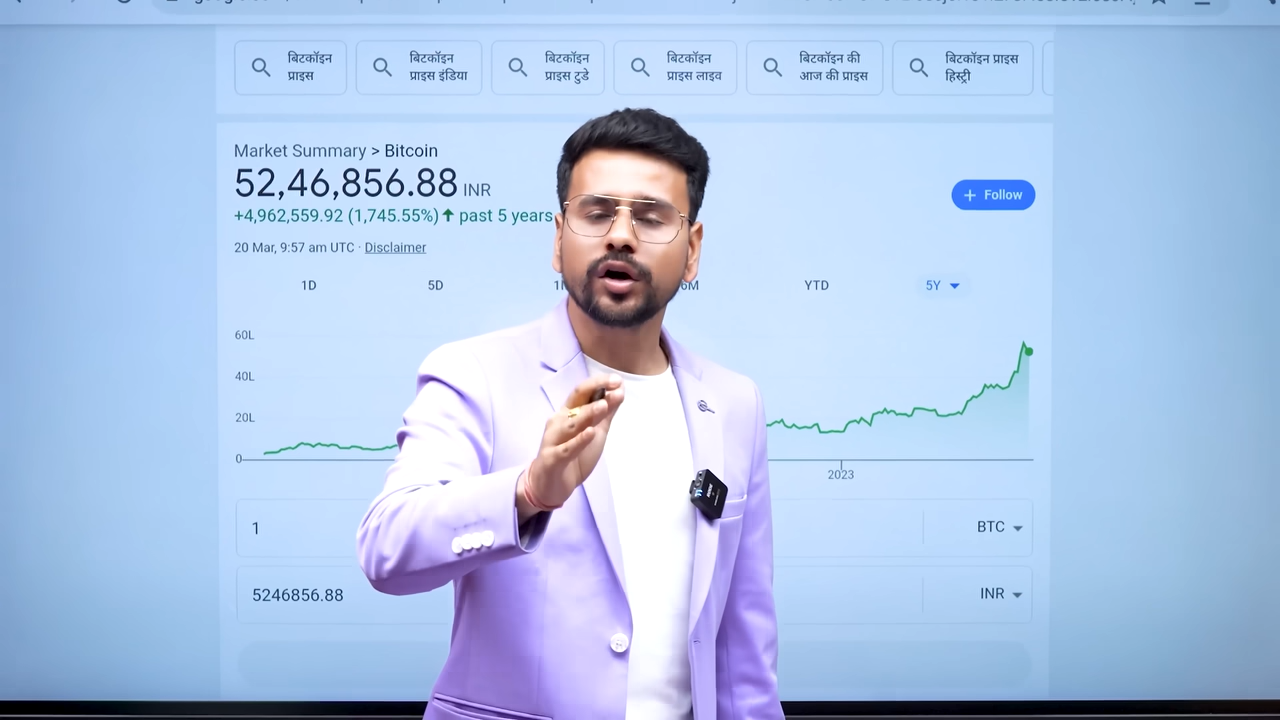 बिटकॉइन
प्राइस
बिटकॉइन
प्राइस इंडिया
बिटकॉइन
प्राइस टुडे
बिटकॉइन
प्राइस लाइव
बिटकॉइन की
आज की प्राइस
बिटकॉइन प्राइस
हिस्ट्री
Market Summary > Bitcoin
52,46,856.88 INR
+ Follow
+4,962,559.92 (1,745.55%) ↑ past 5 years
20 Mar, 9:57 am UTC · Disclaimer
1D 5D YTD 5Y
60L
40L
20L
0
2023
1 BTC
5246856.88 INR